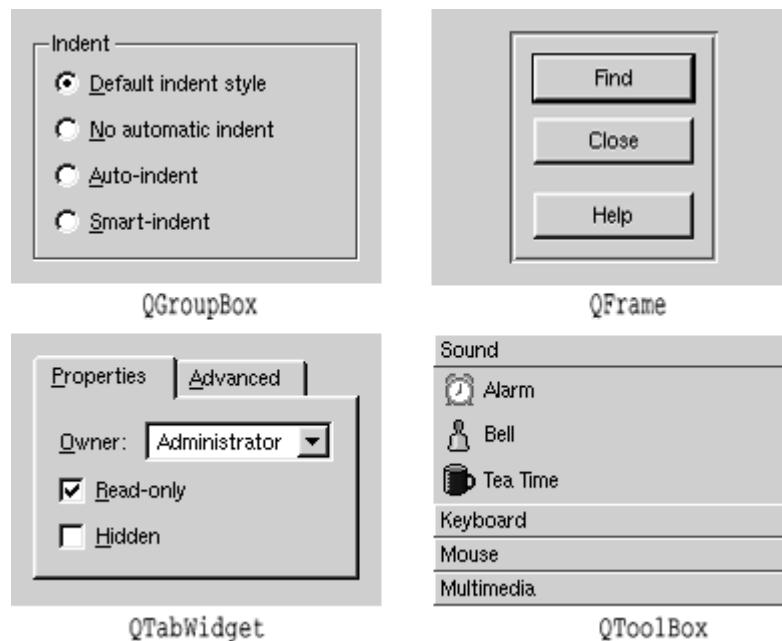 Indent
Default indent style
No automatic indent
Auto-indent
Smart-indent
QGroupBox
Find
Close
Help
QFrame
Properties
Advanced
Owner: Administrator
Read-only
Hidden
QTabWidget
Sound
Alarm
Bell
Tea Time
Keyboard
Mouse
Multimedia
QToolBox